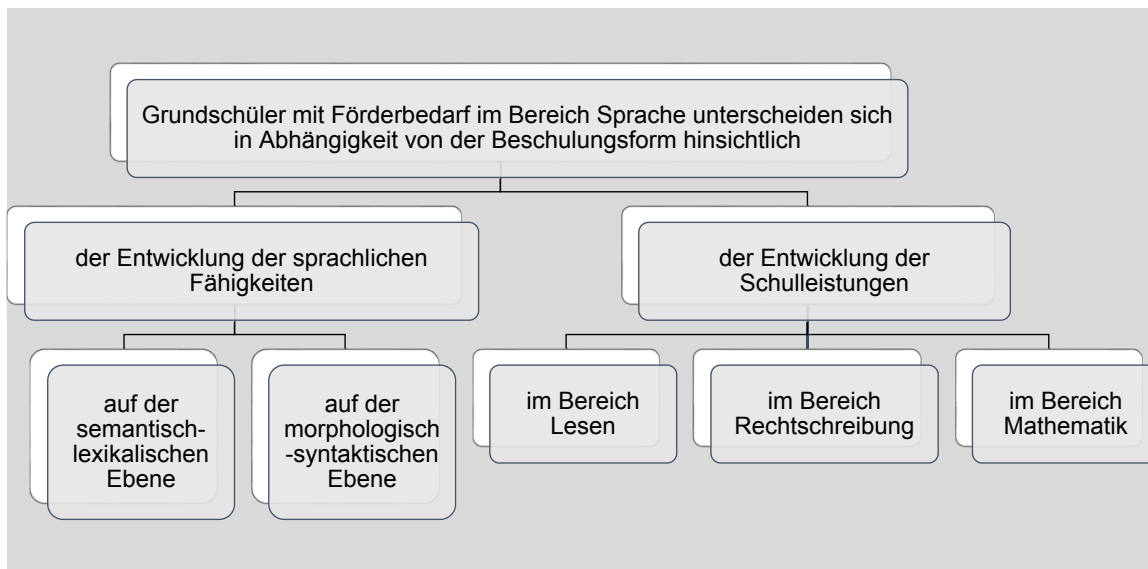 Grundschüler mit Förderbedarf im Bereich Sprache unterscheiden sich
in Abhängigkeit von der Beschulungsform hinsichtlich
der Entwicklung der sprachlichen
Fähigkeiten
der Entwicklung der
Schulleistungen
auf der
semantisch-
lexikalischen
Ebene
auf der
morphologisch
-syntaktischen
Ebene
im Bereich
Lesen
im Bereich
Rechtschreibung
im Bereich
Mathematik